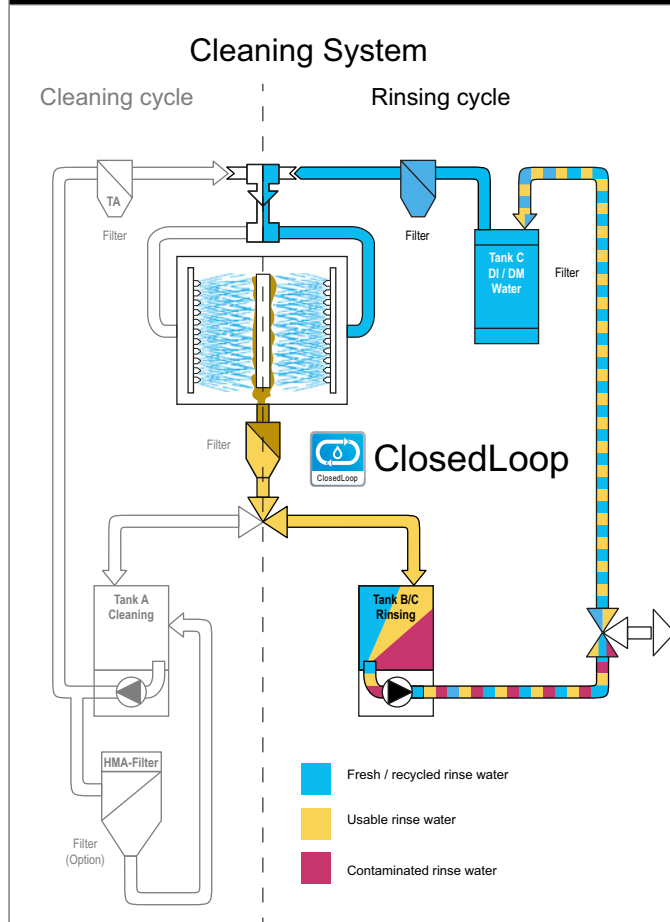 Cleaning System
Cleaning cycle
Rinsing cycle
TA
Filter
Filter
Tank C
DI / DM
Water
Filter
Filter
ClosedLoop
ClosedLoop
Tank A
Cleaning
Tank B/C
Rinsing
HMA-Filter
Filter
(Option)
Fresh / recycled rinse water
Usable rinse water
Contaminated rinse water